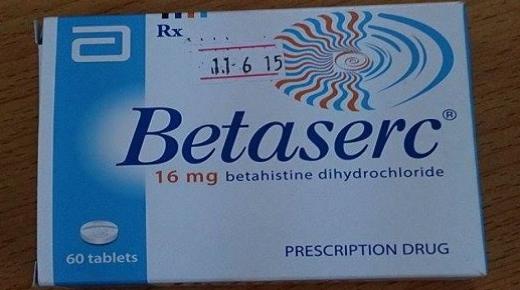 Rx
11-6 15
Betaserc®
16 mg betahistine dihydrochloride
60 tablets
PRESCRIPTION DRUG